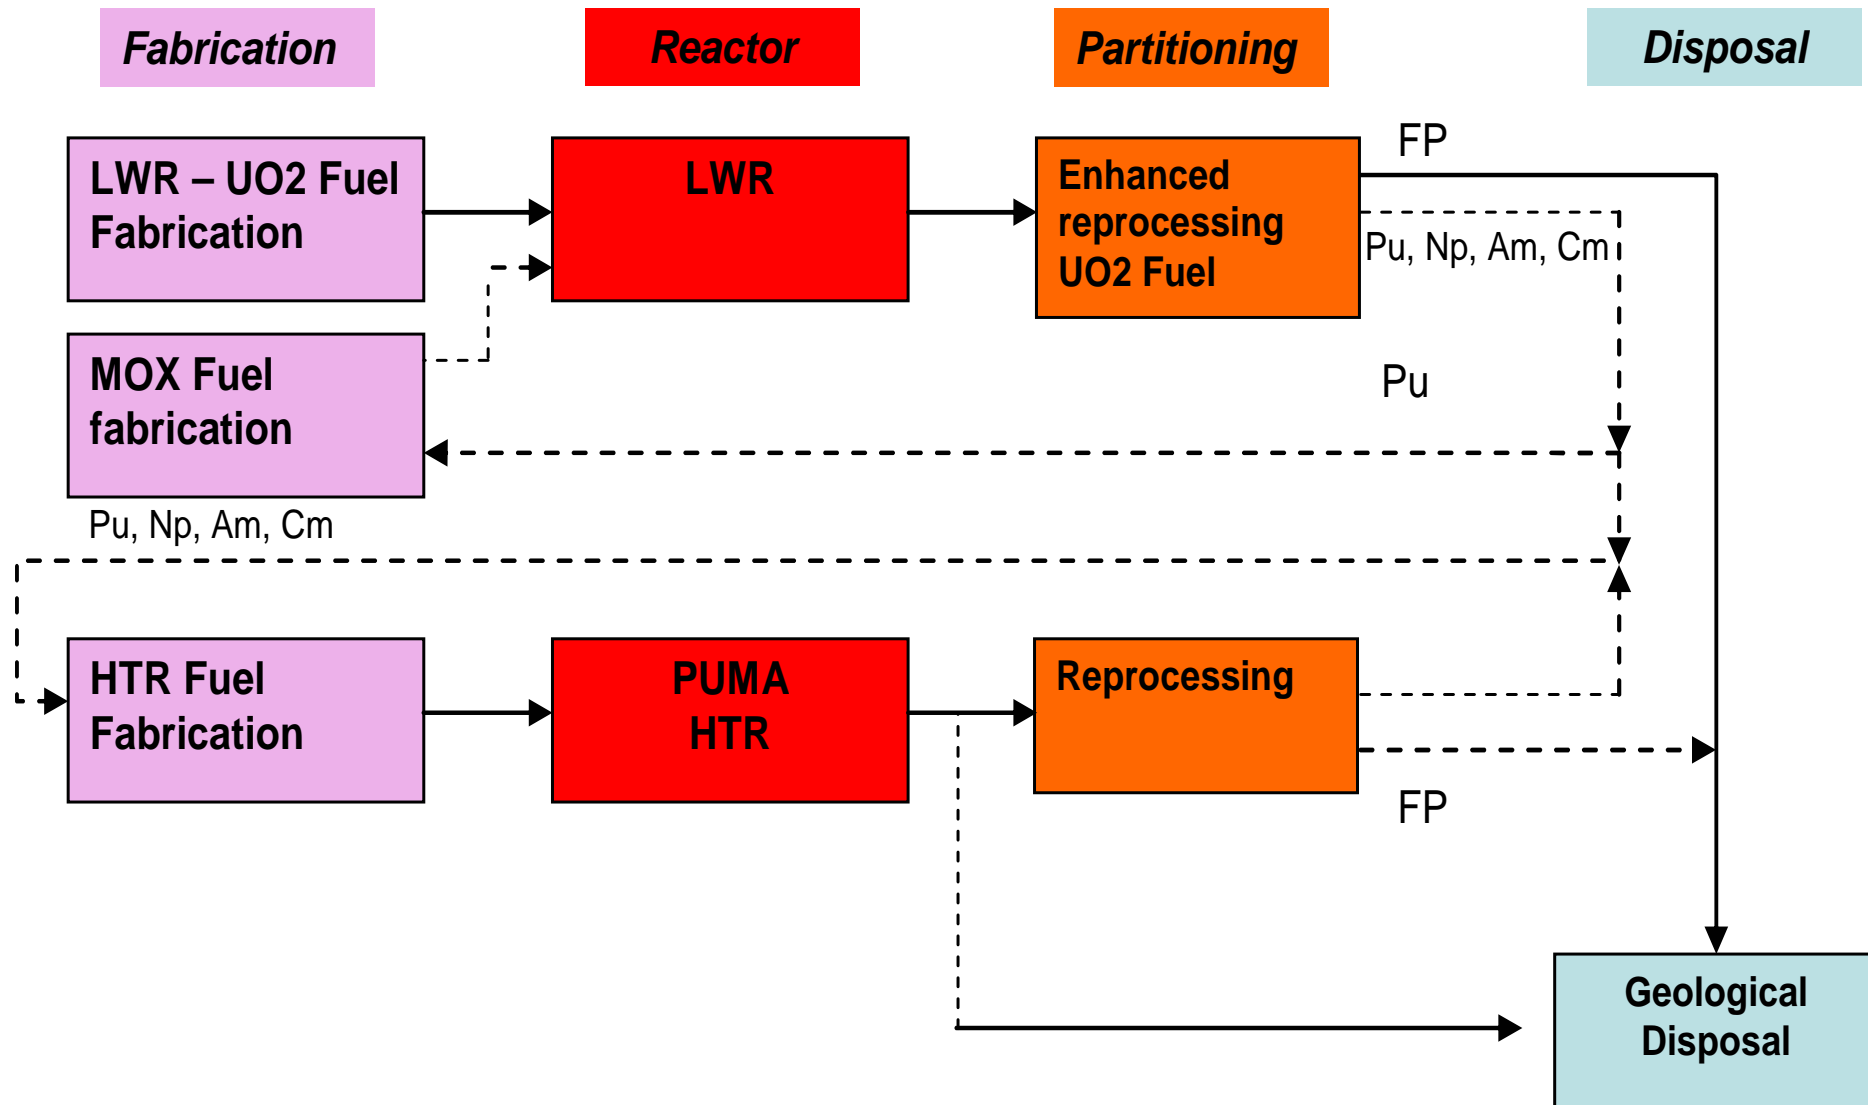 Fabrication
Reactor
Partitioning
Disposal
LWR – UO2 Fuel
Fabrication
LWR
Enhanced
reprocessing
UO2 Fuel
FP
Pu, Np, Am, Cm
MOX Fuel
fabrication
Pu
Pu, Np, Am, Cm
HTR Fuel
Fabrication
PUMA
HTR
Reprocessing
FP
Geological
Disposal